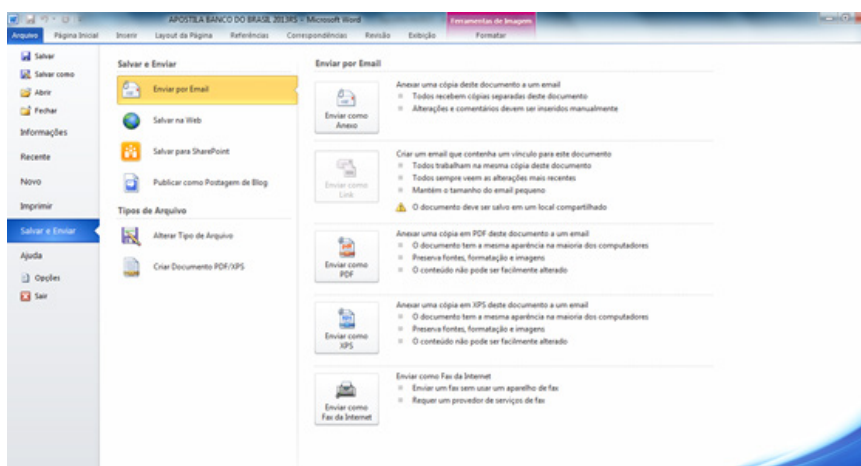 APOSTILA BANCO DO BRASIL 2013RS - Microsoft Word
Ferramentas de Imagem
Arquivo
Página Inicial
Inserir
Layout da Página
Referências
Correspondências
Revisão
Exibição
Formatar
Salvar
Salvar como
Abrir
Fechar
Informações
Recente
Novo
Imprimir
Salvar e Enviar
Ajuda
Opções
Sair
Salvar e Enviar
Enviar por Email
Salvar na Web
Salvar para SharePoint
Publicar como Postagem de Blog
Tipos de Arquivo
Alterar Tipo de Arquivo
Criar Documento PDF/XPS
Enviar por Email
Enviar como
Anexo
Anexar uma cópia deste documento a um email
Todos recebem cópias separadas deste documento
Alterações e comentários devem ser inseridos manualmente
Enviar como
Link
Criar um email que contenha um vínculo para este documento
Todos trabalham na mesma cópia deste documento
Todos sempre veem as alterações mais recentes
Mantém o tamanho do email pequeno
O documento deve ser salvo em um local compartilhado
Enviar como
PDF
Anexar uma cópia em PDF deste documento a um email
O documento tem a mesma aparência na maioria dos computadores
Preserva fontes, formatação e imagens
O conteúdo não pode ser facilmente alterado
Enviar como
XPS
Anexar uma cópia em XPS deste documento a um email
O documento tem a mesma aparência na maioria dos computadores
Preserva fontes, formatação e imagens
O conteúdo não pode ser facilmente alterado
Enviar como
Fax da Internet
Enviar como Fax da Internet
Enviar um fax sem usar um aparelho de fax
Requer um provedor de serviços de fax